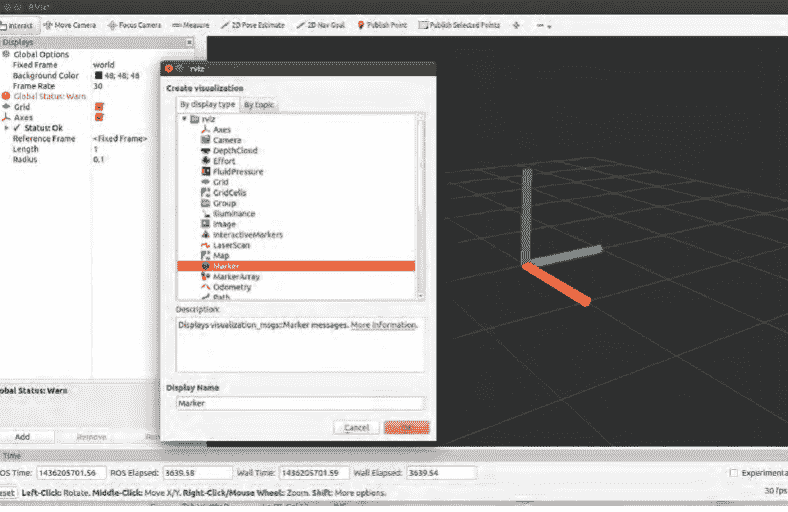 RViz
Interact Move Camera Focus Camera Measure 2D Pose Estimate 2D Nav Goal Publish Point Publish Selected Points
Displays
Global Options
Fixed Frame world
Background Color 48; 48; 48
Frame Rate 30
Global Status: Warn
Grid
Axes
Status: Ok
Reference Frame <Fixed Frame>
Length 1
Radius 0.1
obal Status: Warn
Add Remove
rviz
Create visualization
By display type By topic
rviz
Axes
Camera
DepthCloud
Effort
FluidPressure
Grid
GridCells
Group
Illuminance
Image
InteractiveMarkers
LaserScan
Map
Marker
MarkerArray
Odometry
Path
Description:
Displays visualization_msgs::Marker messages. More Information.
Display Name
Marker
Cancel
Time
OS Time: 1436205701.56 ROS Elapsed: 3639.58 Wall Time: 1436205701.59 Wall Elapsed: 3639.54 Experimenta
eset Left-Click: Rotate. Middle-Click: Move X/Y. Right-Click/Mouse Wheel: Zoom. Shift: More options. 30 fps